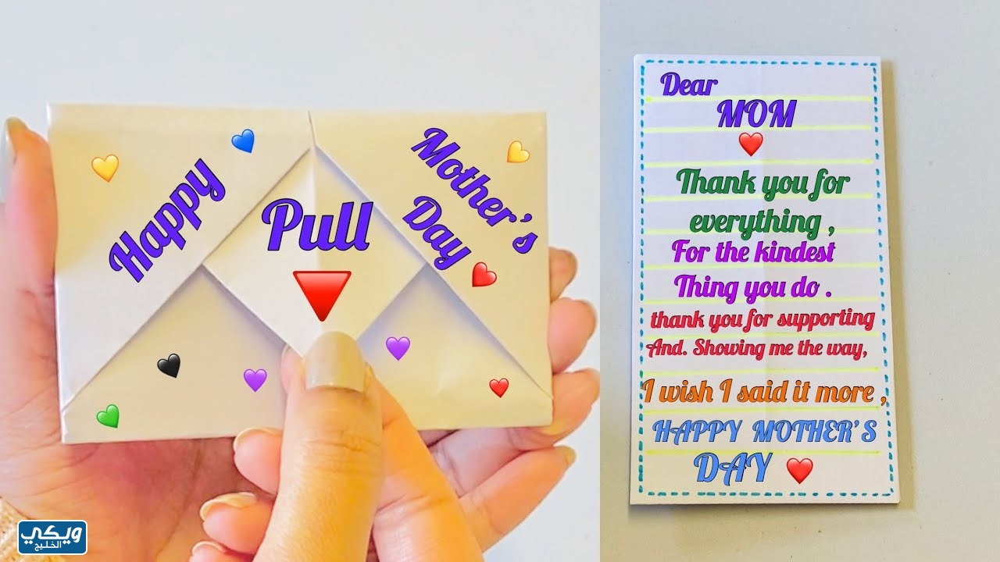 Happy
Mother's
Day
Pull
Dear
MOM
Thank you for
everything ,
For the kindest
Thing you do .
thank you for supporting
And. Showing me the way,
I wish I said it more ,
HAPPY MOTHER'S
DAY
ويكي
الخليج